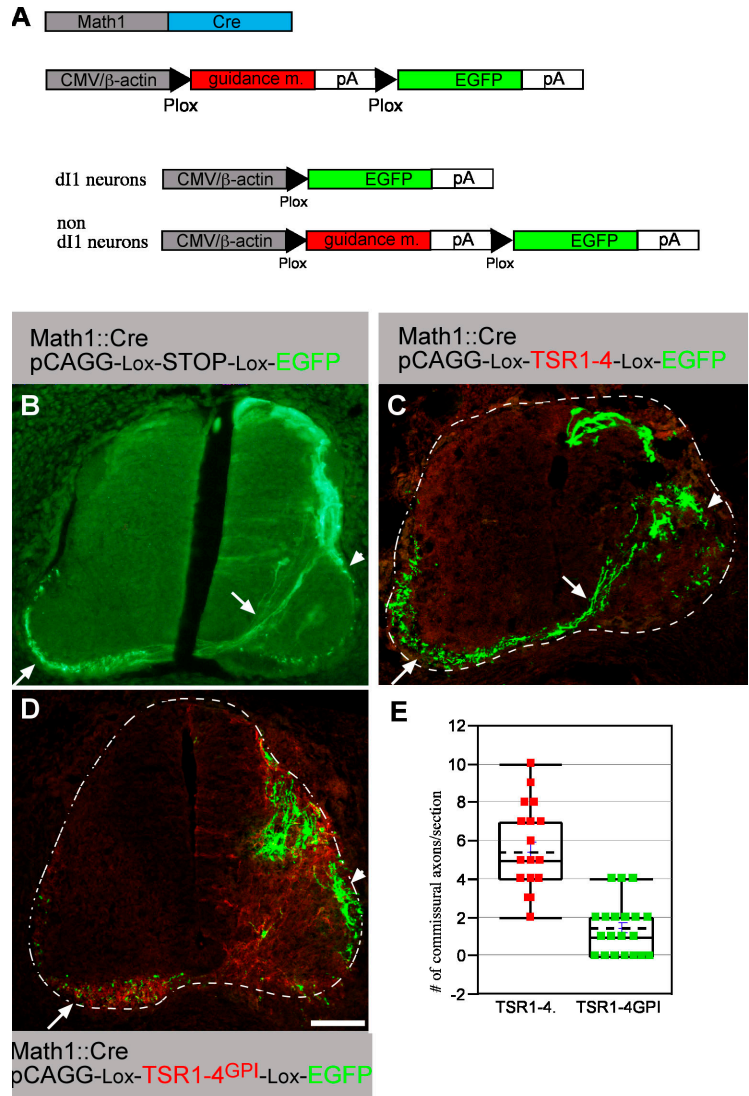 A
Math1 Cre
CMV/β-actin guidance m. pA EGFP pA
Plox Plox
dI1 neurons CMV/β-actin EGFP pA
Plox
non
dI1 neurons CMV/β-actin guidance m. pA EGFP pA
Plox Plox
Math1::Cre
pCAGG-Lox-STOP-Lox-EGFP
B
Math1::Cre
pCAGG-Lox-TSR1-4-Lox-EGFP
C
D
Math1::Cre
pCAGG-Lox-TSR1-4GPI-Lox-EGFP
E
# of commissural axons/section
12
10
8
6
4
2
0
-2
TSR1-4. TSR1-4GPI